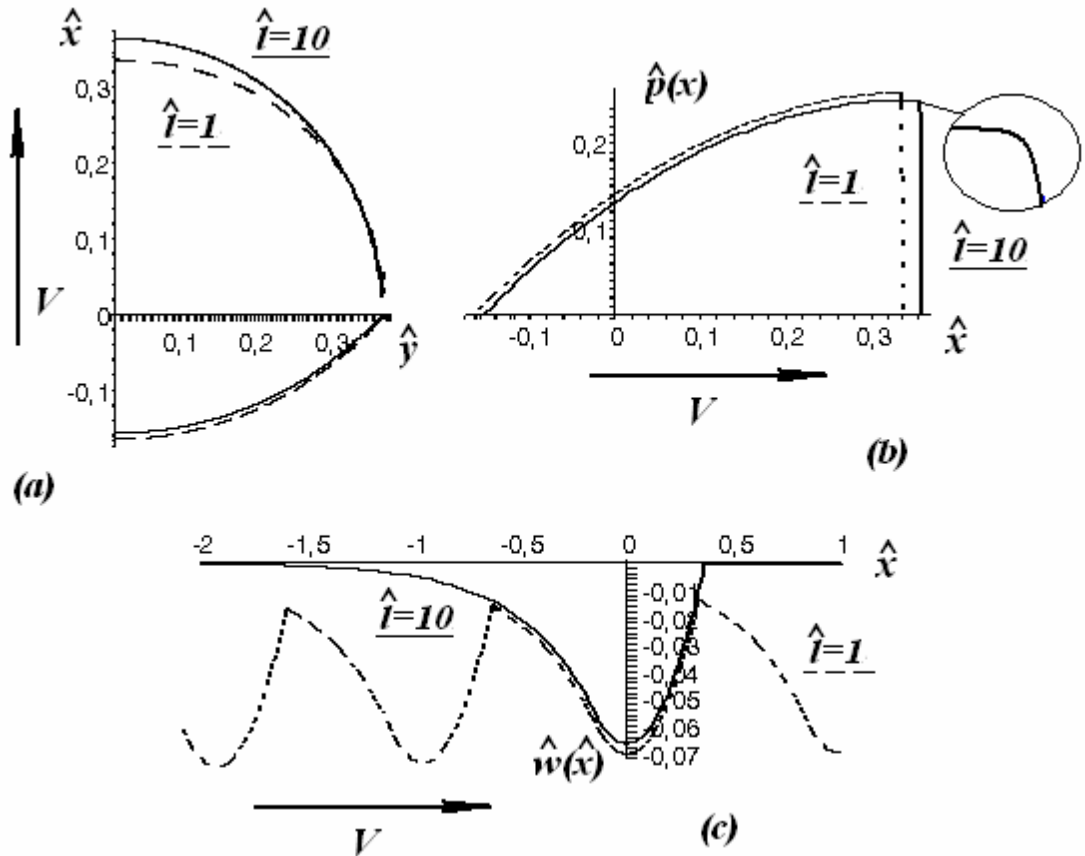 x̂
l̂=10
0,3
l̂=1
0,2
0,1
V
0
0,1
0,2
0,3
ŷ
-0,1
(a)
p̂(x)
0,2
l̂=1
0,1
l̂=10
-0,1
0
0,1
0,2
0,3
x̂
V
(b)
-2
-1,5
-1
-0,5
0
0,5
1
x̂
-0,01
-0,02
-0,03
-0,04
-0,05
-0,06
-0,07
l̂=10
l̂=1
ŵ(x̂)
V
(c)